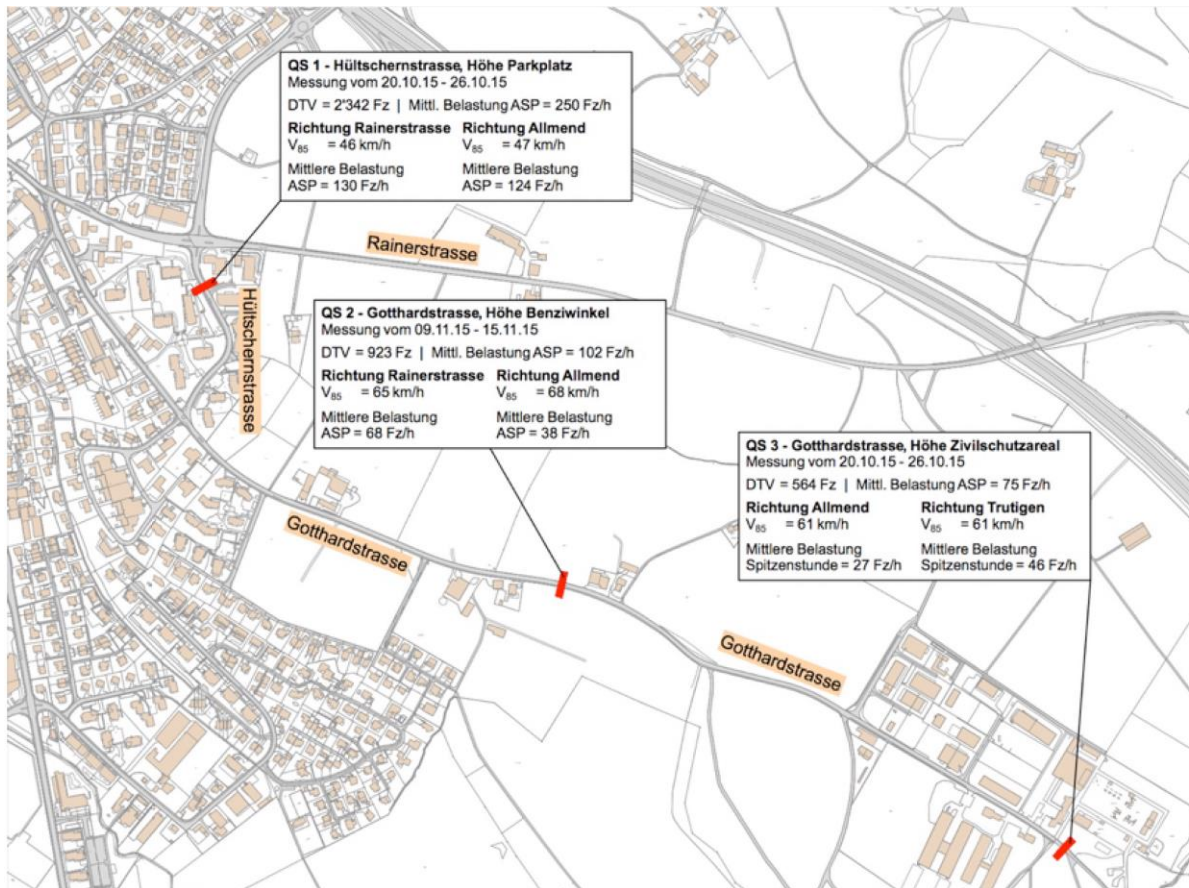 QS 1 - Hültschernstrasse, Höhe Parkplatz
Messung vom 20.10.15 - 26.10.15
DTV = 2'342 Fz | Mittl. Belastung ASP = 250 Fz/h
Richtung Rainerstrasse Richtung Allmend
V85 = 46 km/h V85 = 47 km/h
Mittlere Belastung Mittlere Belastung
ASP = 130 Fz/h ASP = 124 Fz/h
Rainerstrasse
Hültschernstrasse
QS 2 - Gotthardstrasse, Höhe Benziwinkel
Messung vom 09.11.15 - 15.11.15
DTV = 923 Fz | Mittl. Belastung ASP = 102 Fz/h
Richtung Rainerstrasse Richtung Allmend
V85 = 65 km/h V85 = 68 km/h
Mittlere Belastung Mittlere Belastung
ASP = 68 Fz/h ASP = 38 Fz/h
QS 3 - Gotthardstrasse, Höhe Zivilschutzareal
Messung vom 20.10.15 - 26.10.15
DTV = 564 Fz | Mittl. Belastung ASP = 75 Fz/h
Richtung Allmend Richtung Trutigen
V85 = 61 km/h V85 = 61 km/h
Mittlere Belastung Mittlere Belastung
Spitzenstunde = 27 Fz/h Spitzenstunde = 46 Fz/h
Gotthardstrasse
Gotthardstrasse